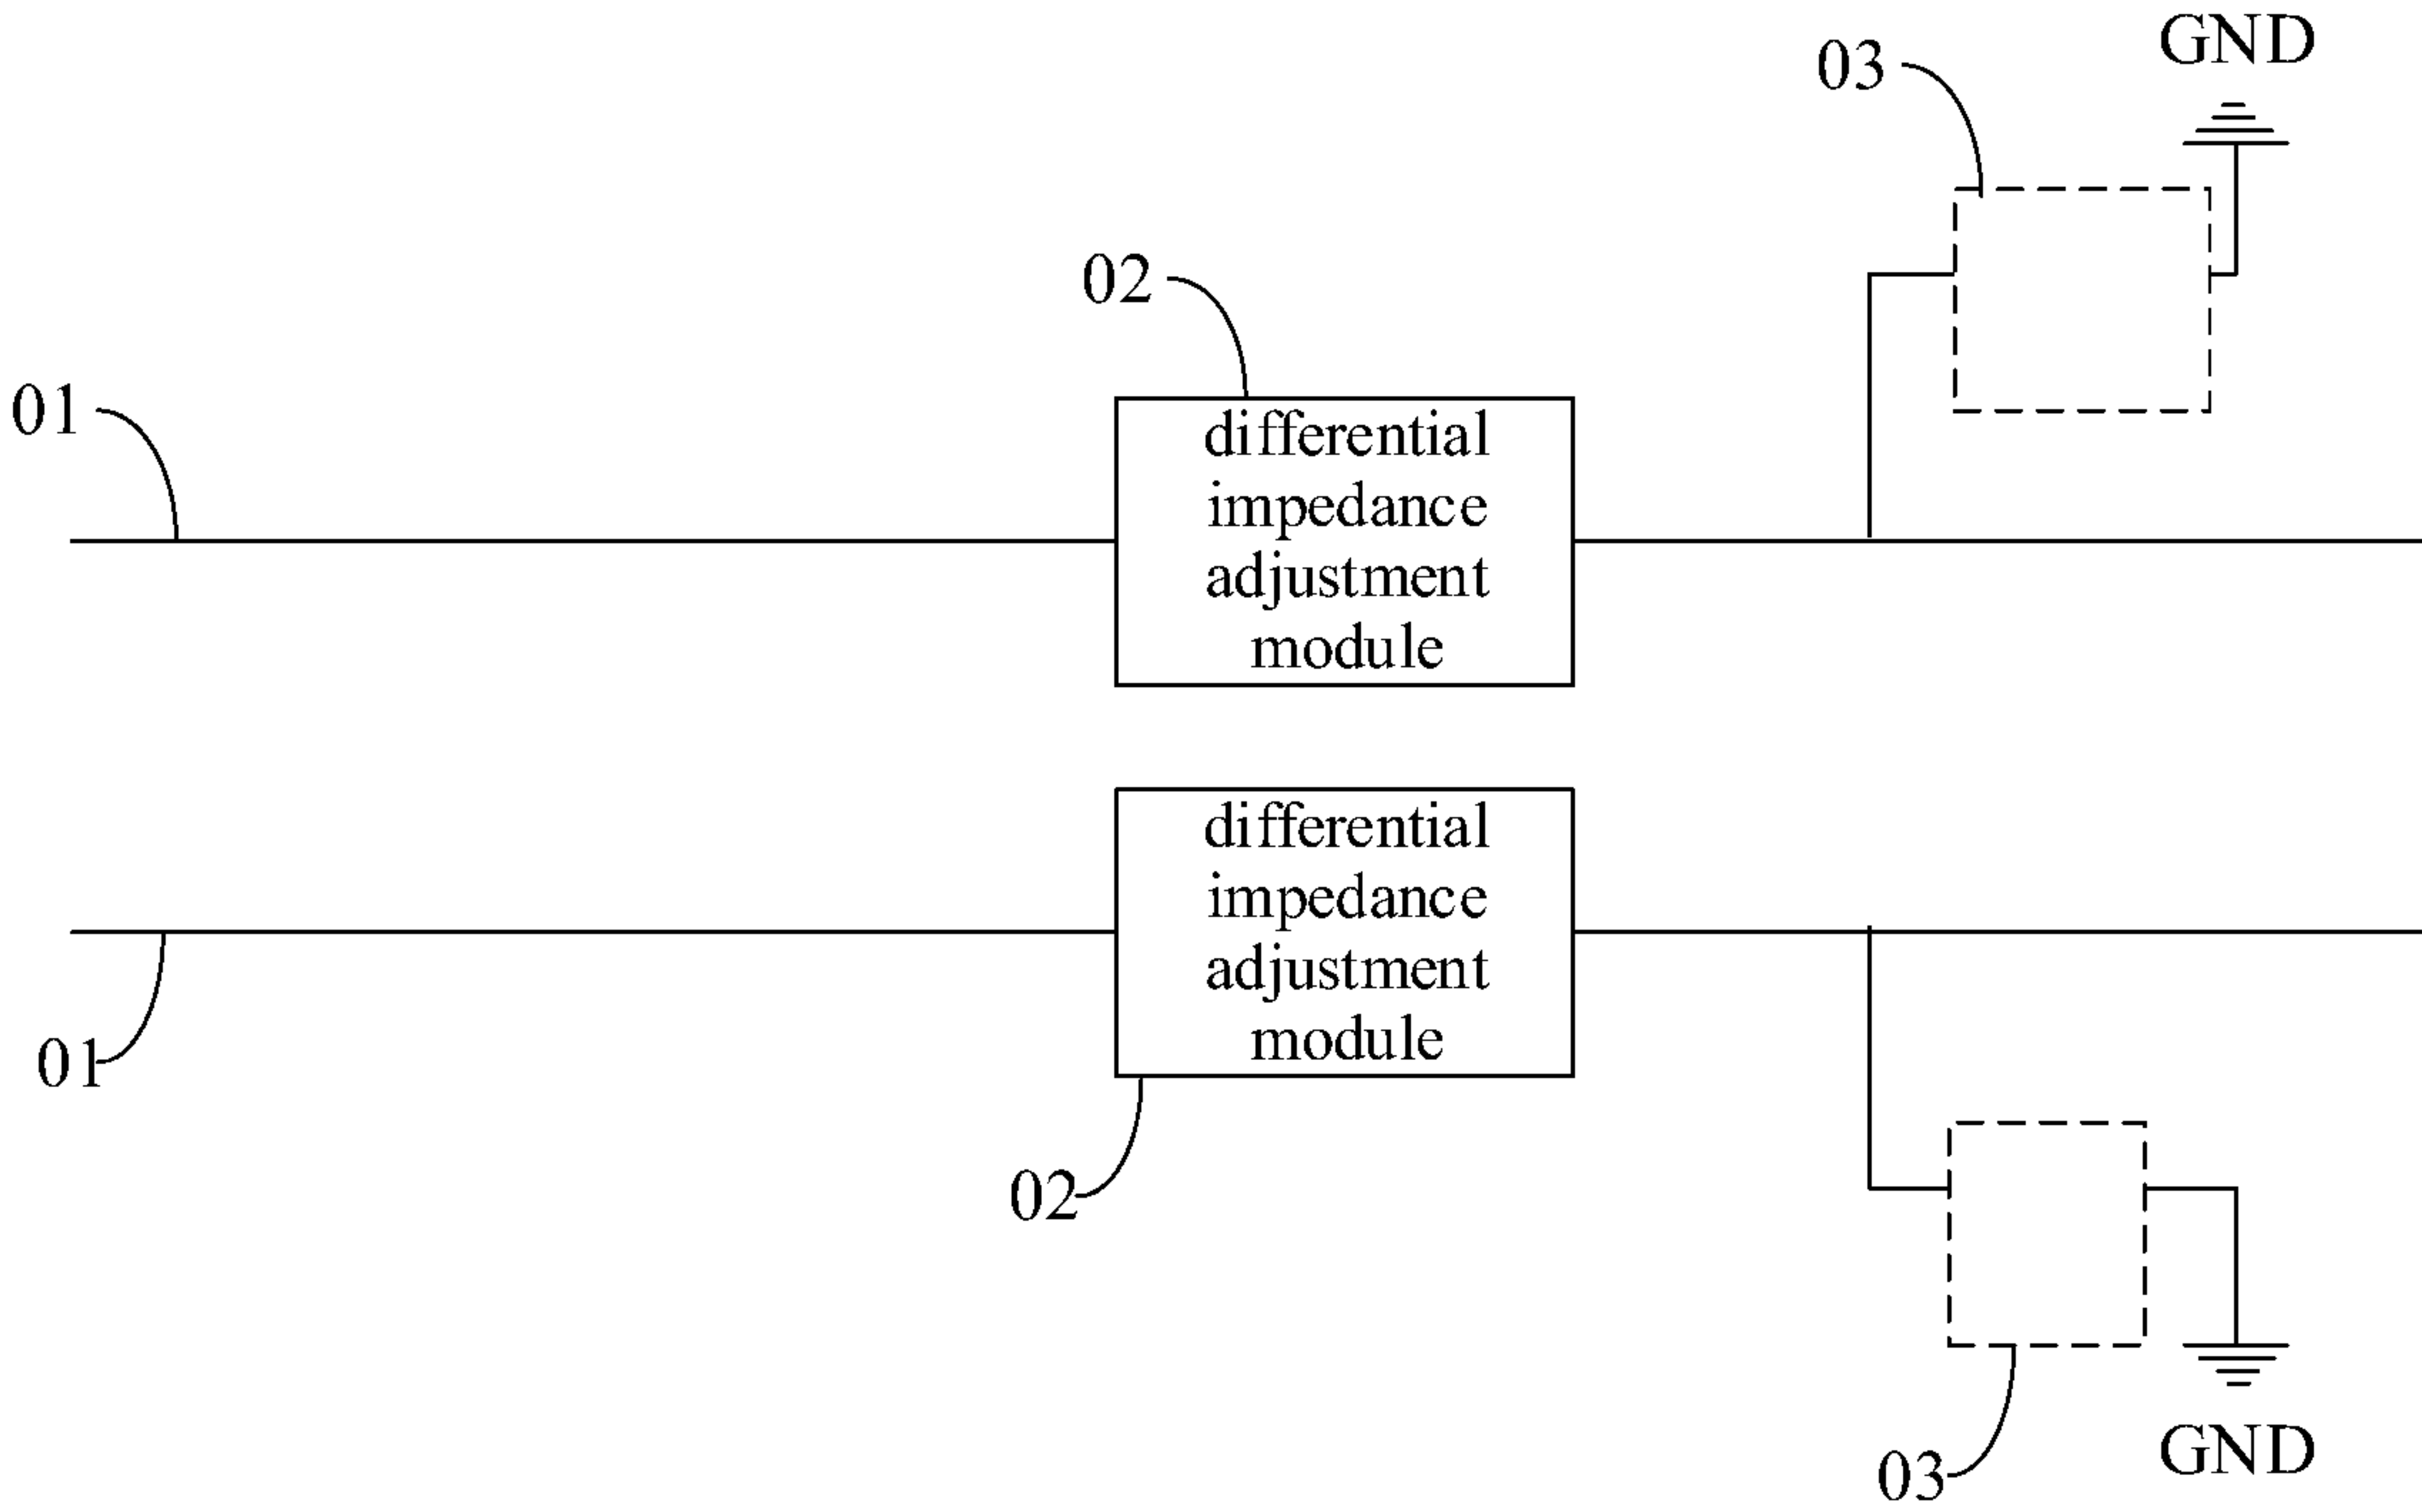 GND
03
02
01
differential
impedance
adjustment
module
differential
impedance
adjustment
module
01
02
03
GND